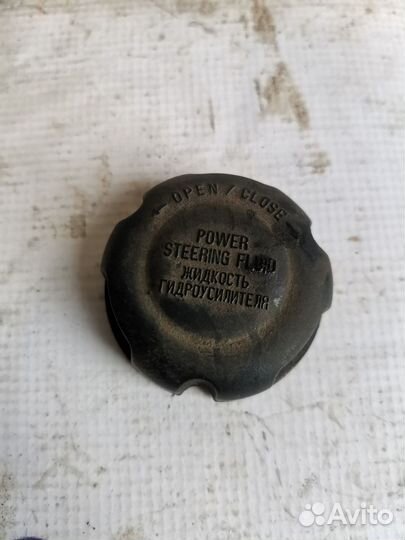 ← OPEN / CLOSE →
POWER
STEERING FLUID
ЖИДКОСТЬ
ГИДРОУСИЛИТЕЛЯ
Avito